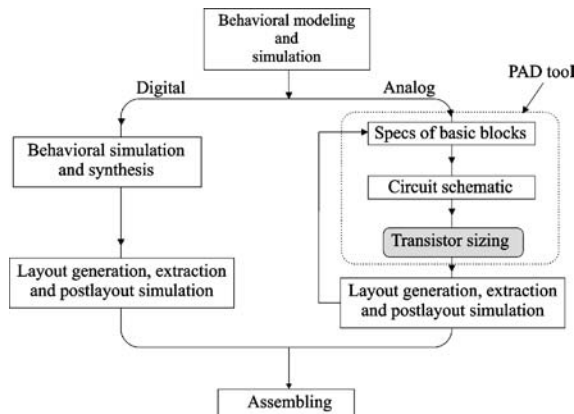 Behavioral modeling
and
simulation
Digital
Analog
PAD tool
Specs of basic blocks
Behavioral simulation
and synthesis
Circuit schematic
Transistor sizing
Layout generation, extraction
and postlayout simulation
Layout generation, extraction
and postlayout simulation
Assembling